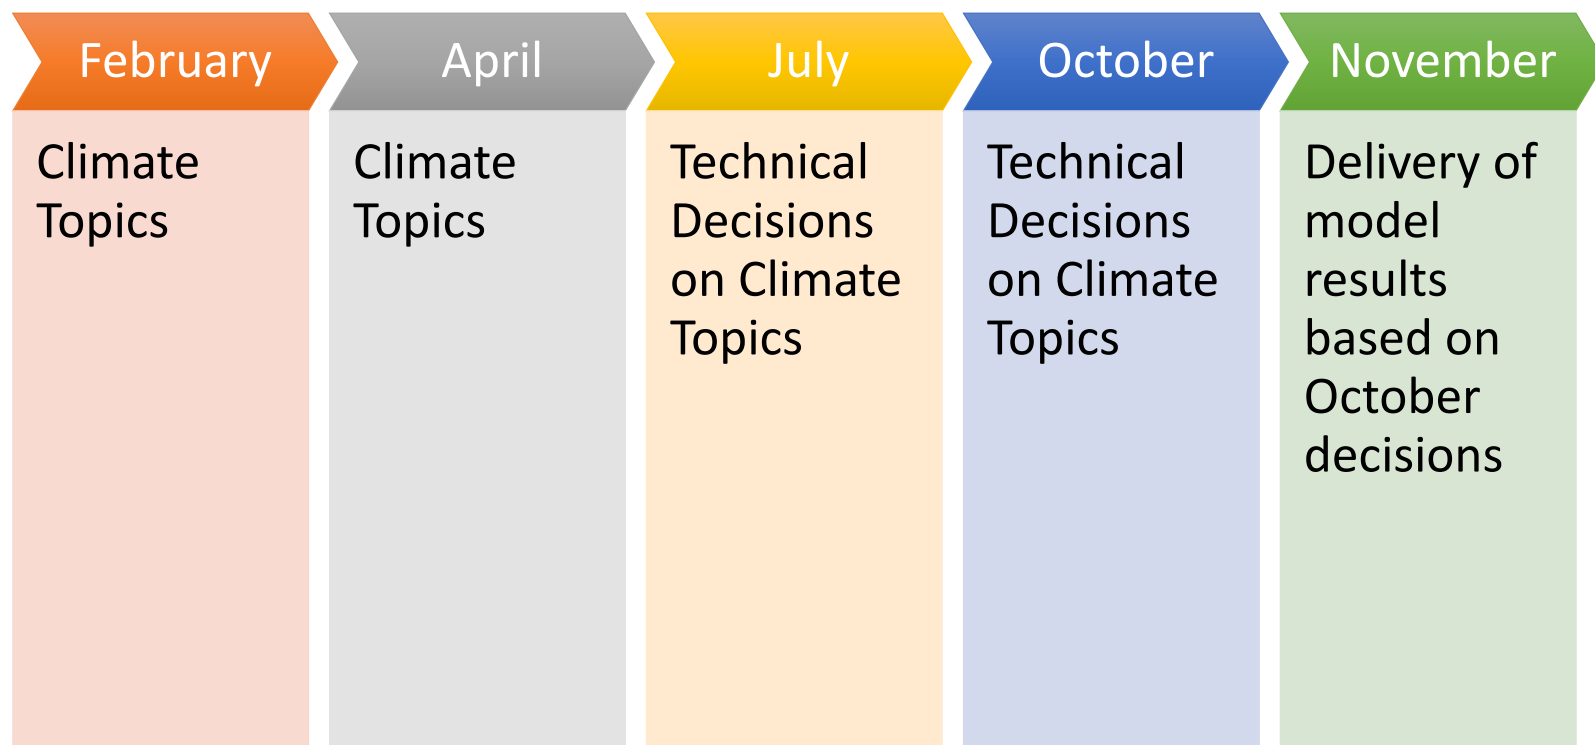 February
Climate
Topics
April
Climate
Topics
July
Technical
Decisions
on Climate
Topics
October
Technical
Decisions
on Climate
Topics
November
Delivery of
model
results
based on
October
decisions